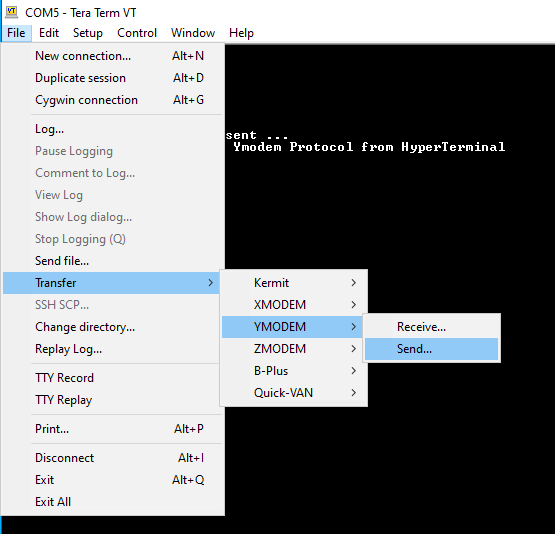 COM5 - Tera Term VT
File Edit Setup Control Window Help
New connection... Alt+N
Duplicate session Alt+D
Cygwin connection Alt+G
Log...
sent ...
Pause Logging
Ymodem Protocol from HyperTerminal
Comment to Log...
View Log
Show Log dialog...
Stop Logging (Q)
Send file...
Transfer
Kermit
SSH SCP...
XMODEM
Change directory...
YMODEM
Receive...
Replay Log...
ZMODEM
Send...
TTY Record
B-Plus
TTY Replay
Quick-VAN
Print... Alt+P
Disconnect Alt+I
Exit Alt+Q
Exit All